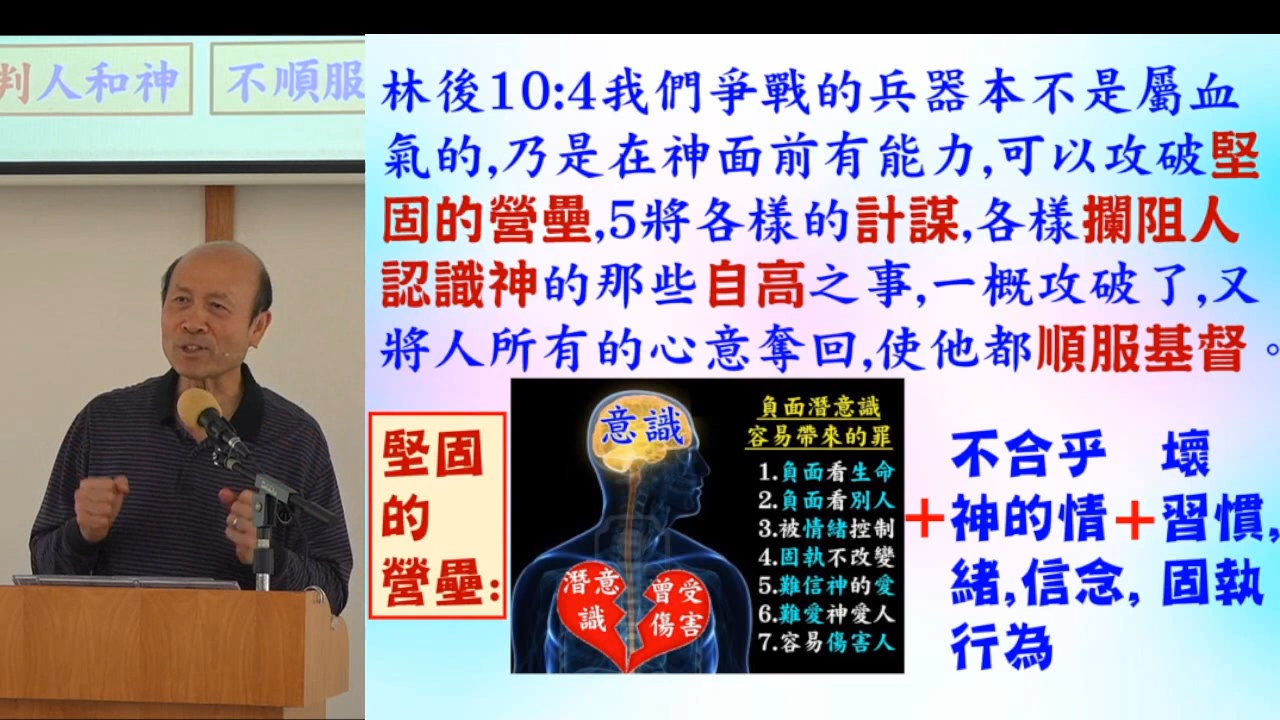 判人和神
不順服
林後10:4我們爭戰的兵器本不是屬血
氣的,乃是在神面前有能力,可以攻破堅
固的營壘,5將各樣的計謀,各樣攔阻人
認識神的那些自高之事,一概攻破了,又
將人所有的心意奪回,使他都順服基督。
堅固
的
營壘:
意識
潛意
識
曾受
傷害
負面潛意識
容易帶來的罪
1.負面看生命
2.負面看別人
3.被情緒控制
4.固執不改變
5.難信神的愛
6.難愛神愛人
7.容易傷害人
+
不合乎
神的情
緒,信念,
行為
+
壞
習慣,
固執